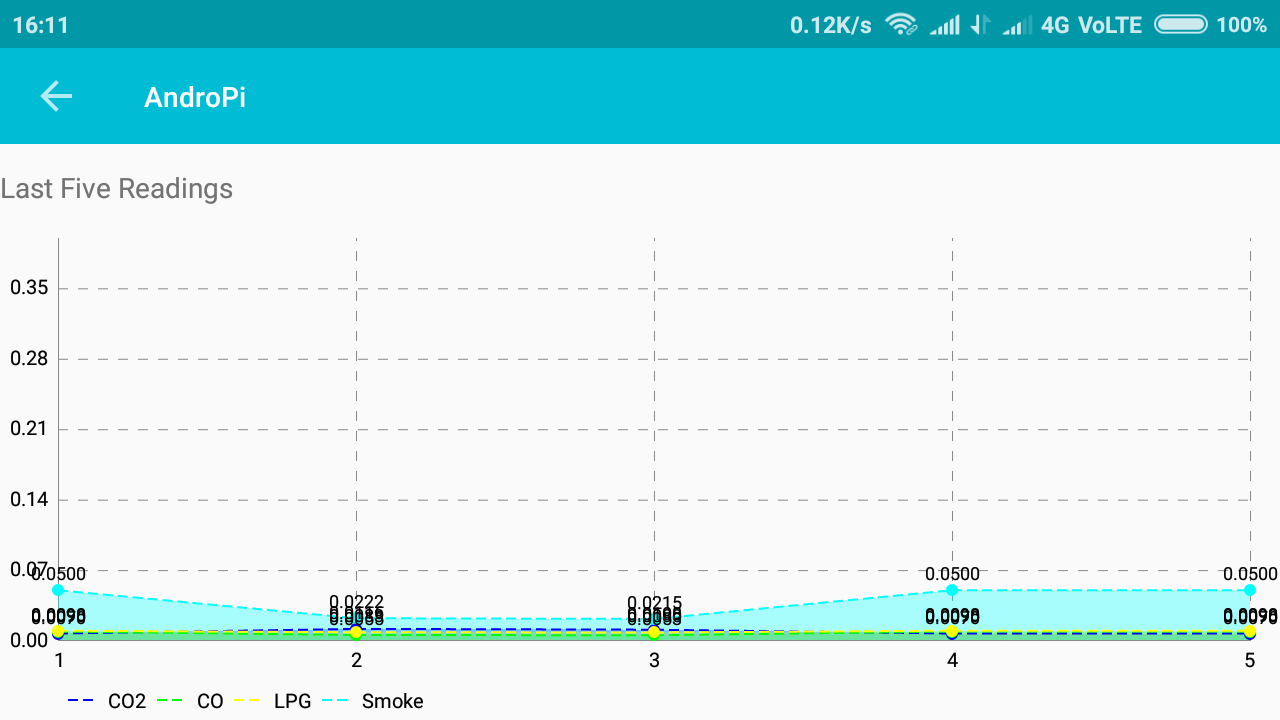 16:11 0.12K/s 4G VoLTE 100%
AndroPi
Last Five Readings
0.35
0.28
0.21
0.14
0.07
0.0500 0.0500 0.0500
0.0222 0.0215
0.00
1 2 3 4 5
CO2 CO LPG Smoke